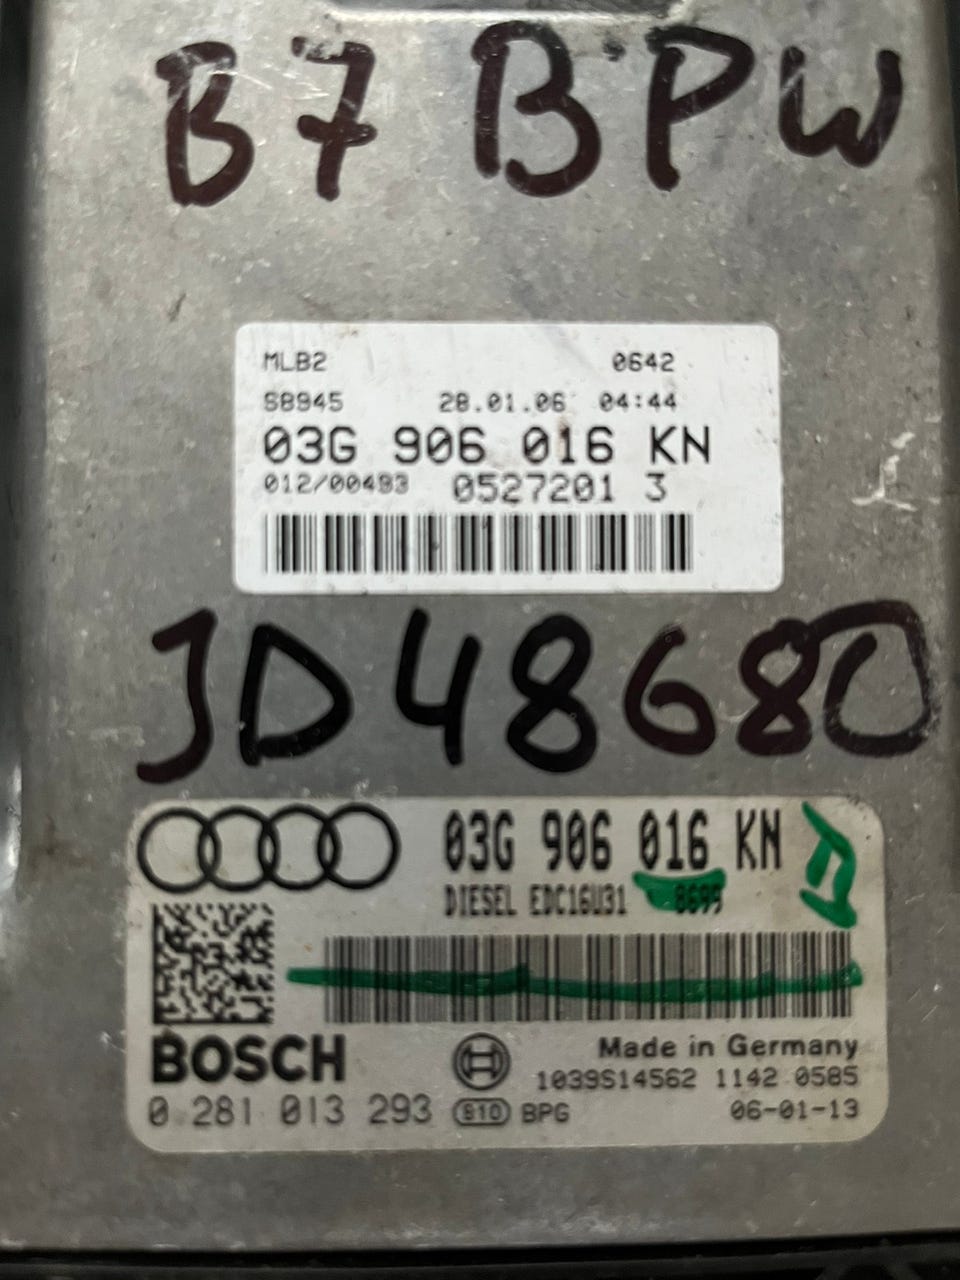 B7 BPW
MLB2 0642
S8945 28.01.06 04:44
03G 906 016 KN
012/00493 0527201 3
JD48680
03G 906 016 KN
DIESEL EDC16U31 8695
BOSCH
Made in Germany
1039S14562 1142 0585
0 281 013 293 910 BPG 06-01-13